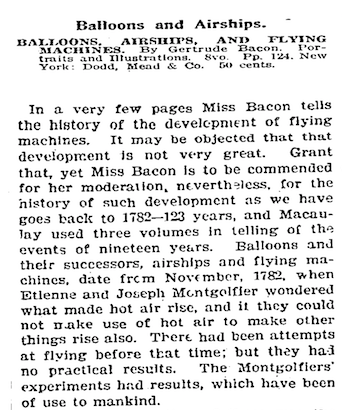 Balloons and Airships.
BALLOONS, AIRSHIPS, AND FLYING
MACHINES. By Gertrude Bacon. Por-
traits and Illustrations. 8vo. Pp. 124. New
York: Dodd, Mead & Co. 50 cents.
In a very few pages Miss Bacon tells
the history of the development of flying
machines. It may be objected that that
development is not very great. Grant
that, yet Miss Bacon is to be commended
for her moderation, nevertheless, for the
history of such development as we have
goes back to 1782—123 years, and Macau-
lay used three volumes in telling of the
events of nineteen years. Balloons and
their successors, airships and flying ma-
chines, date from November, 1782, when
Etienne and Joseph Montgolfier wondered
what made hot air rise, and if they could
not make use of hot air to make other
things rise also. There had been attempts
at flying before that time; but they had
no practical results. The Montgolfiers'
experiments had results, which have been
of use to mankind.